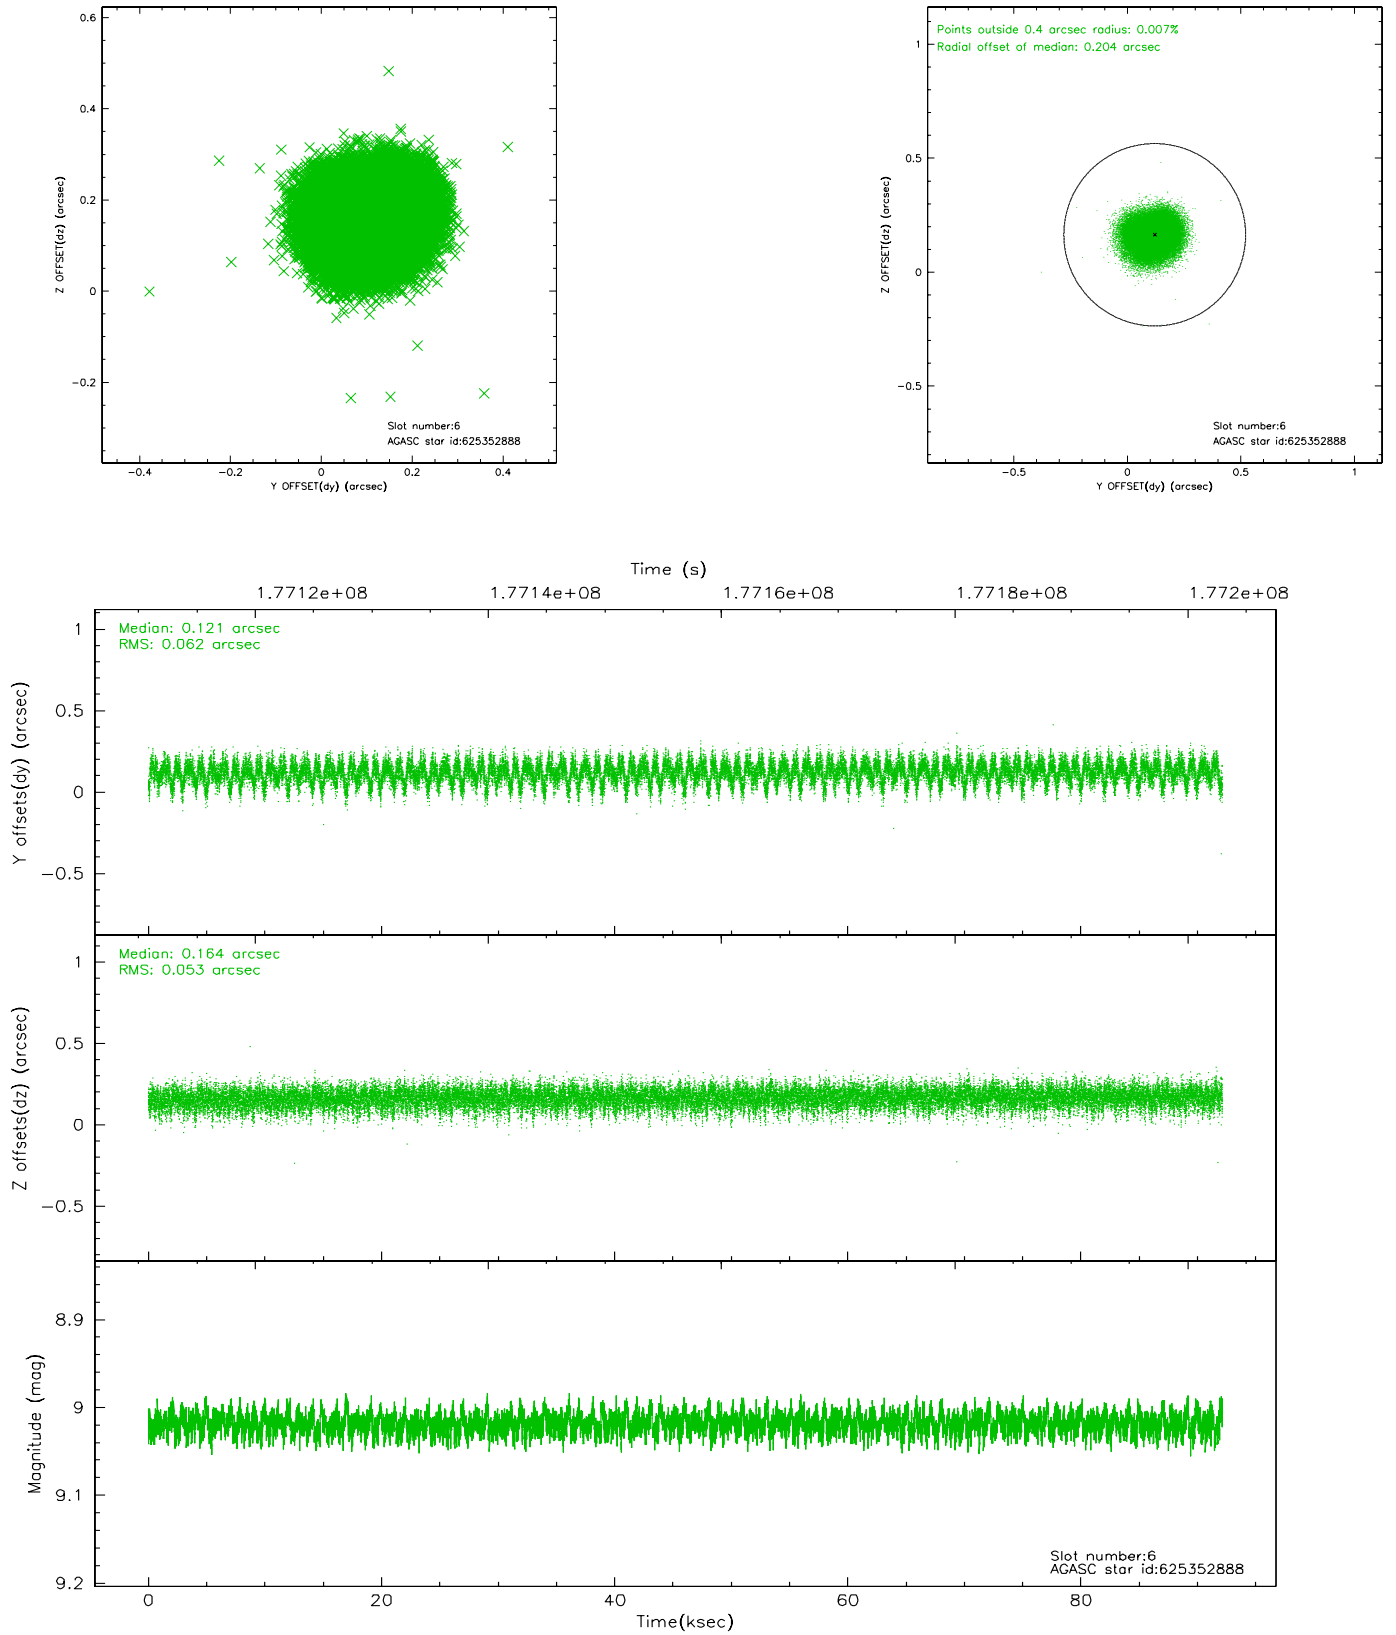 0.6
0.4
0.2
0
−0.2
Z OFFSET(dz) (arcsec)
Slot number:6
AGASC star id:625352888
−0.4
−0.2
0
0.2
0.4
Y OFFSET(dy) (arcsec)
Points outside 0.4 arcsec radius: 0.007%
Radial offset of median: 0.204 arcsec
1
0.5
0
−0.5
Z OFFSET(dz) (arcsec)
Slot number:6
AGASC star id:625352888
−0.5
0
0.5
1
Y OFFSET(dy) (arcsec)
Time (s)
1.7712e+08
1.7714e+08
1.7716e+08
1.7718e+08
1.772e+08
Median: 0.121 arcsec
RMS: 0.062 arcsec
1
0.5
0
−0.5
Y offsets(dy) (arcsec)
Median: 0.164 arcsec
RMS: 0.053 arcsec
1
0.5
0
−0.5
Z offsets(dz) (arcsec)
8.9
9
9.1
9.2
Magnitude (mag)
Slot number:6
AGASC star id:625352888
0
20
40
60
80
Time(ksec)